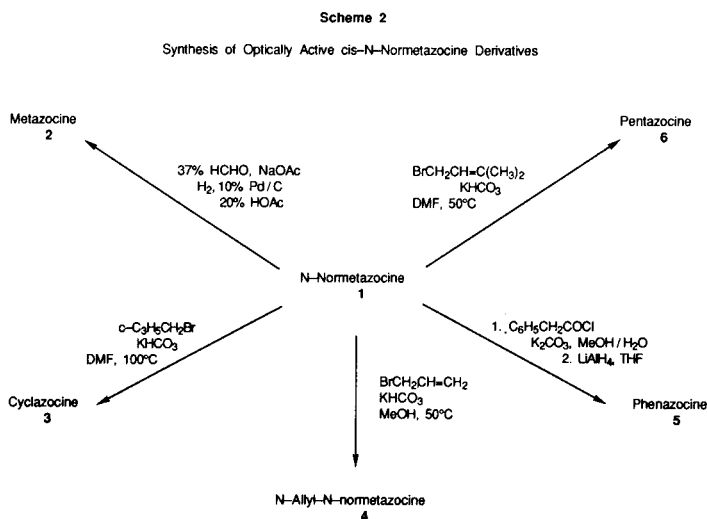 Scheme 2
Synthesis of Optically Active cis–N–Normetazocine Derivatives
Metazocine
2
37% HCHO, NaOAc
H2, 10% Pd/C
20% HOAc
Pentazocine
6
BrCH2CH=C(CH3)2
KHCO3
DMF, 50°C
N–Normetazocine
1
c–C3H5CH2Br
KHCO3
DMF, 100°C
Cyclazocine
3
BrCH2CH=CH2
KHCO3
MeOH, 50°C
1. C6H5CH2COCl
K2CO3, MeOH/H2O
2. LiAlH4, THF
Phenazocine
5
N–Allyl–N–normetazocine
4